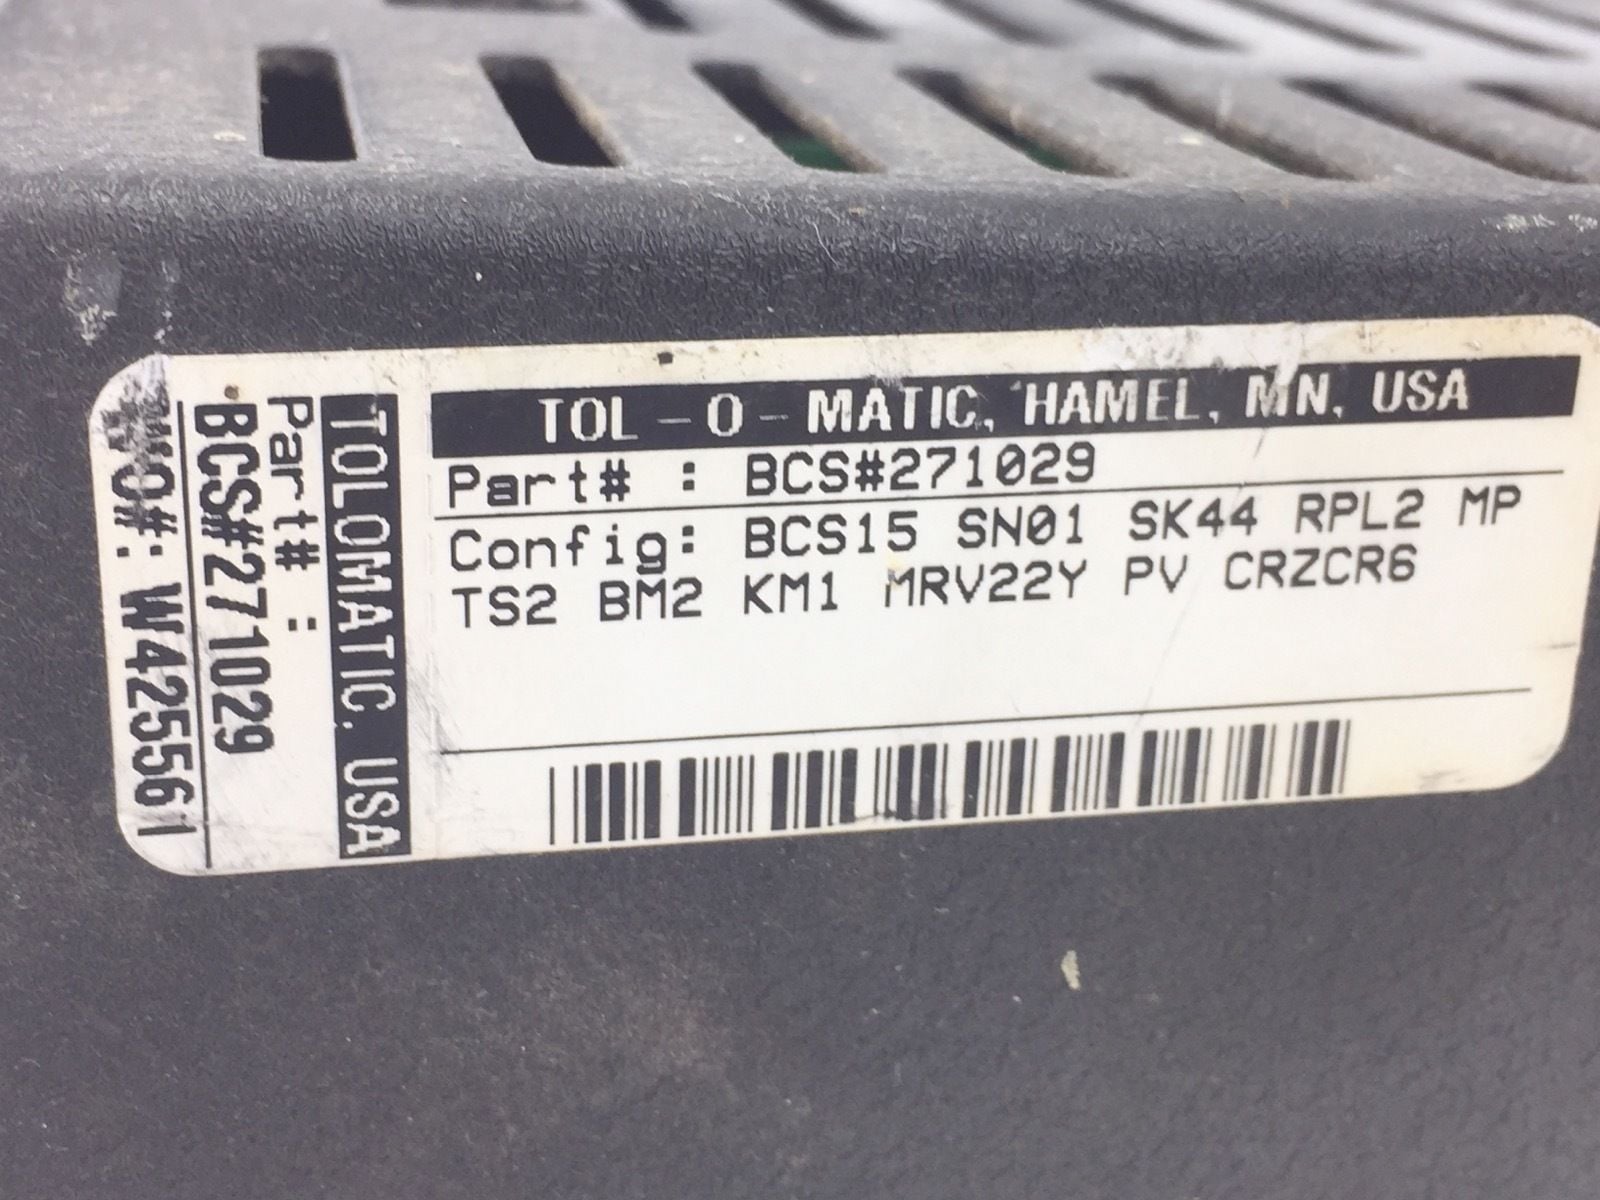 TOL-O-MATIC, HAMEL, MN, USA
Part# : BCS#271029
Config: BCS15 SN01 SK44 RPL2 MP
TS2 BM2 KM1 MRV22Y PV CRZCR6
TOLOMATIC, USA
Part# :
BCS#271029
WO#: W425561